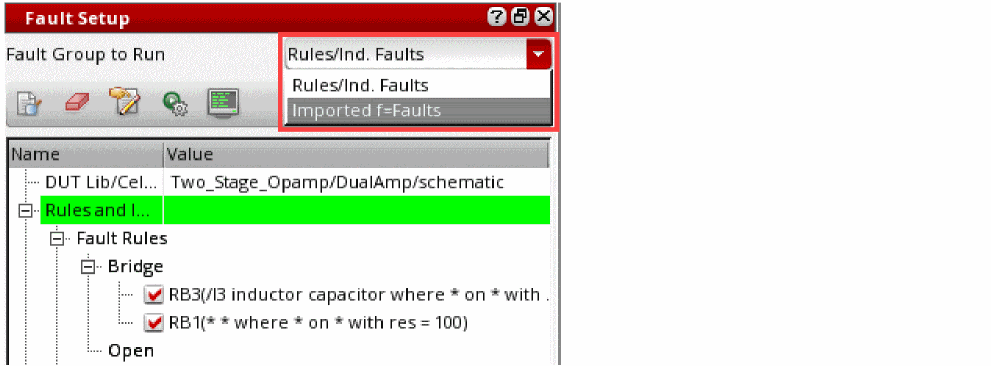 Fault Setup
Fault Group to Run
Rules/Ind. Faults
Rules/Ind. Faults
Imported f=Faults
Name Value
DUT Lib/Cel... Two_Stage_Opamp/DualAmp/schematic
Rules and I...
Fault Rules
Bridge
RB3(/I3 inductor capacitor where * on * with .
RB1(* * where * on * with res = 100)
Open